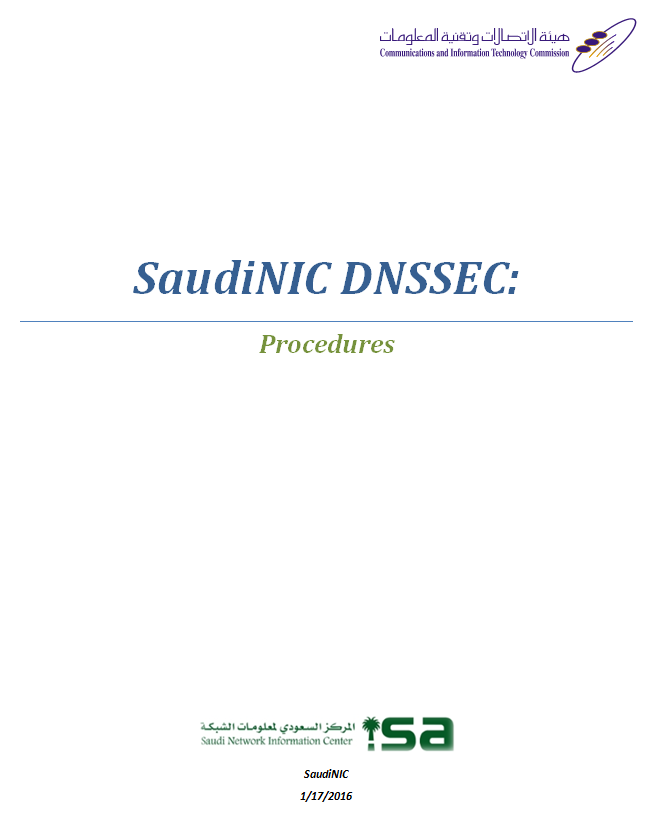 هيئة الاتصالات وتقنية المعلومات
Communications and Information Technology Commission
SaudiNIC DNSSEC:
Procedures
المركز السعودي لمعلومات الشبكة
Saudi Network Information Center
sa
SaudiNIC
1/17/2016